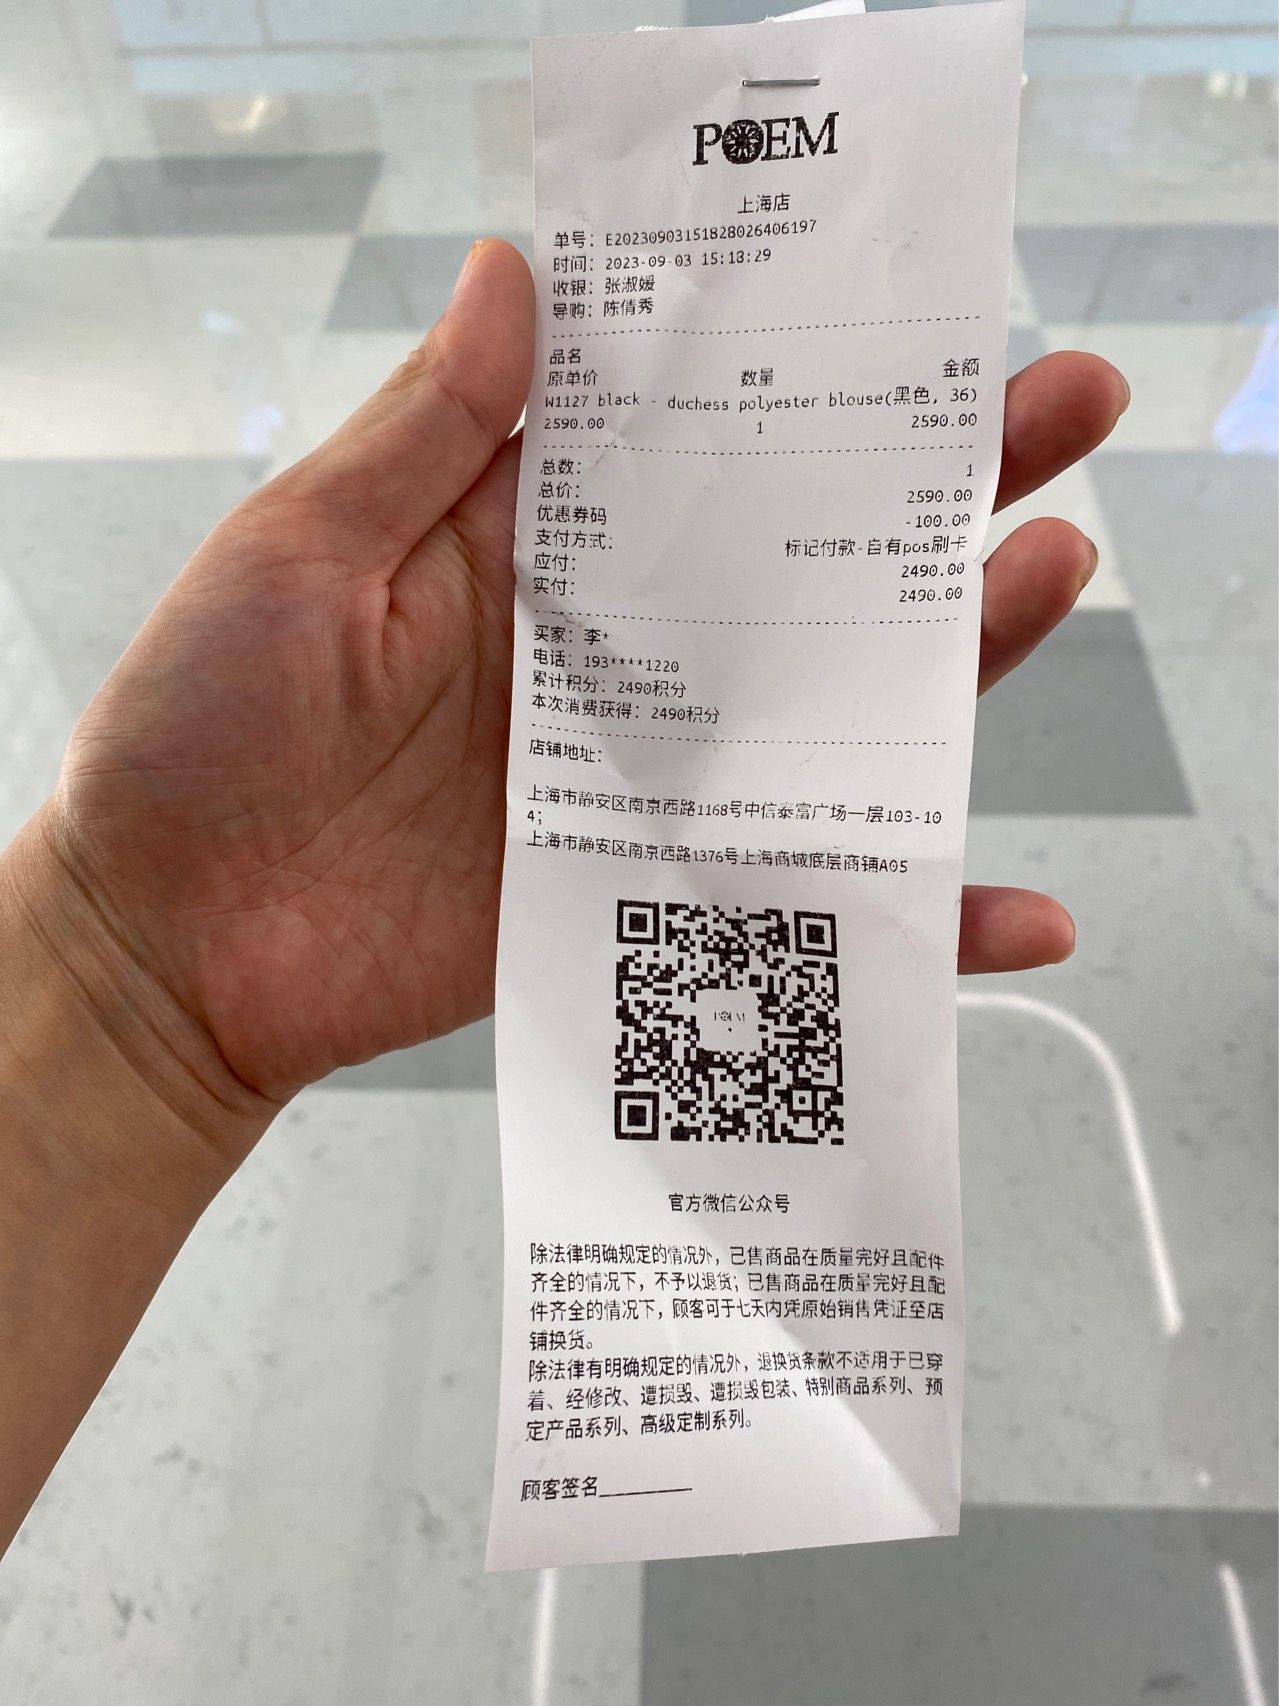 POEM
上海店
单号：E20230903151828026406197
时间：2023-09-03 15:18:29
收银：张淑媛
导购：陈倩秀
品名
原单价 数量 金额
W1127 black - duchess polyester blouse(黑色, 36)
2590.00 1 2590.00
总数： 1
总价： 2590.00
优惠券码 -100.00
支付方式： 标记付款-自有pos刷卡
应付： 2490.00
实付： 2490.00
买家：李*
电话：193****1220
累计积分：2490积分
本次消费获得：2490积分
店铺地址：
上海市静安区南京西路1168号中信泰富广场一层103-10
4；
上海市静安区南京西路1376号上海商城底层商铺A05
POEM
官方微信公众号
除法律明确规定的情况外，已售商品在质量完好且配件
齐全的情况下，不予以退货；已售商品在质量完好且配
件齐全的情况下，顾客可于七天内凭原始销售凭证至店
铺换货。
除法律有明确规定的情况外，退换货条款不适用于已穿
着、经修改、遭损毁、遭损毁包装、特别商品系列、预
定产品系列、高级定制系列。
顾客签名________